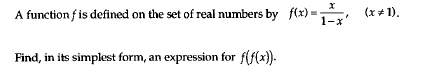 A function f is defined on the set of real numbers by f(x) = x/(1−x), (x ≠ 1).
Find, in its simplest form, an expression for f(f(x)).